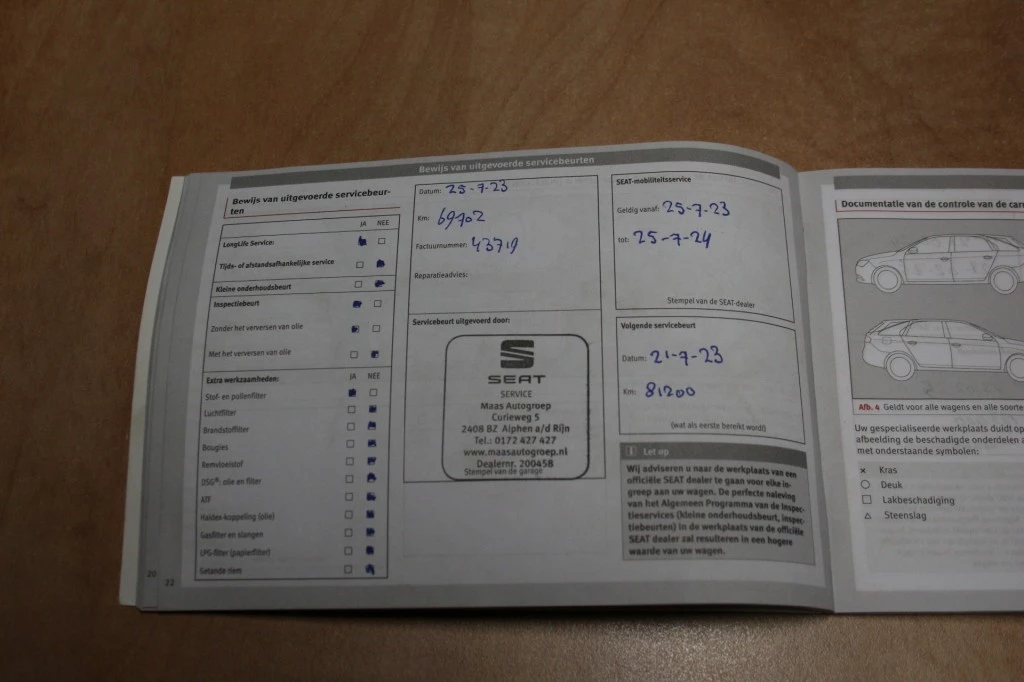 Bewijs van uitgevoerde servicebeurten
Bewijs van uitgevoerde servicebeur-
ten
JA NEE
LongLife Service:
Tijds- of afstandsafhankelijke service
Kleine onderhoudsbeurt
Inspectiebeurt
Zonder het verversen van olie
Met het verversen van olie
Extra werkzaamheden: JA NEE
Stof- en pollenfilter
Luchtfilter
Brandstoffilter
Bougies
Remvloeistof
DSG®: olie en filter
ATF
Haldex-koppeling (olie)
Gasfilter en slangen
LPG-filter (papierfilter)
Getande riem
20
22
Datum: 25-7-23
Km: 69702
Factuurnummer: 43719
Reparatieadvies:
Servicebeurt uitgevoerd door:
SEAT
SERVICE
Maas Autogroep
Curieweg 5
2408 BZ Alphen a/d Rijn
Tel.: 0172 427 427
www.maasautogroep.nl
Dealernr. 200458
Stempel van de garage
SEAT-mobiliteitsservice
Geldig vanaf: 25-7-23
tot: 25-7-24
Stempel van de SEAT-dealer
Volgende servicebeurt
Datum: 21-7-23
Km: 81200
(wat als eerste bereikt wordt)
Let op
Wij adviseren u naar de werkplaats van een
officiële SEAT dealer te gaan voor elke in-
greep aan uw wagen. De perfecte naleving
van het Algemeen Programma van de Inspec-
tieservices (kleine onderhoudsbeurt, inspec-
tiebeurten) in de werkplaats van de officiële
SEAT dealer zal resulteren in een hogere
waarde van uw wagen.
Documentatie van de controle van de carr
Afb. 4 Geldt voor alle wagens en alle soorte
Uw gespecialiseerde werkplaats duidt op
afbeelding de beschadigde onderdelen
met onderstaande symbolen:
× Kras
○ Deuk
□ Lakbeschadiging
△ Steenslag